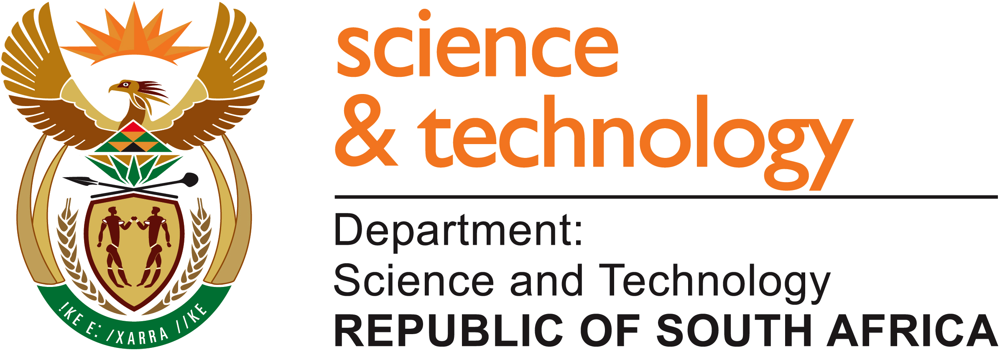 science
& technology
Department:
Science and Technology
REPUBLIC OF SOUTH AFRICA
!KE E: /XARRA //KE